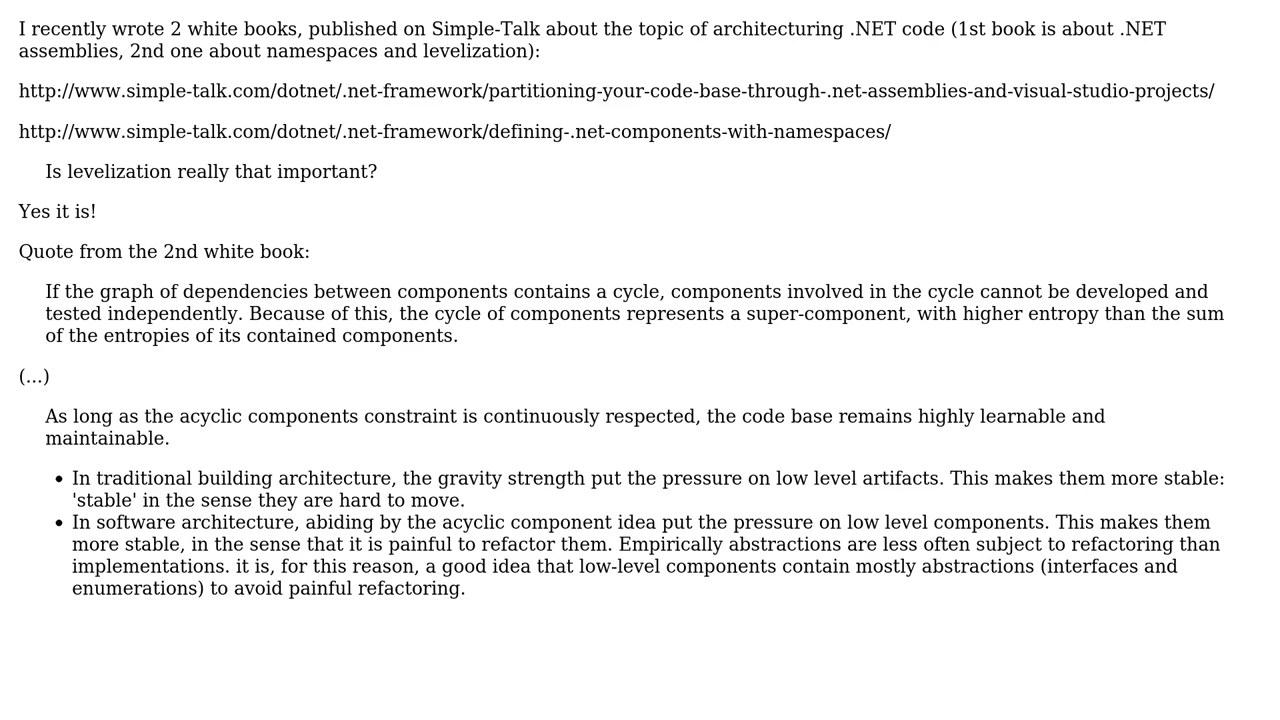 I recently wrote 2 white books, published on Simple-Talk about the topic of architecturing .NET code (1st book is about .NET
assemblies, 2nd one about namespaces and levelization):
http://www.simple-talk.com/dotnet/.net-framework/partitioning-your-code-base-through-.net-assemblies-and-visual-studio-projects/
http://www.simple-talk.com/dotnet/.net-framework/defining-.net-components-with-namespaces/
Is levelization really that important?
Yes it is!
Quote from the 2nd white book:
If the graph of dependencies between components contains a cycle, components involved in the cycle cannot be developed and
tested independently. Because of this, the cycle of components represents a super-component, with higher entropy than the sum
of the entropies of its contained components.
(...)
As long as the acyclic components constraint is continuously respected, the code base remains highly learnable and
maintainable.
• In traditional building architecture, the gravity strength put the pressure on low level artifacts. This makes them more stable:
'stable' in the sense they are hard to move.
• In software architecture, abiding by the acyclic component idea put the pressure on low level components. This makes them
more stable, in the sense that it is painful to refactor them. Empirically abstractions are less often subject to refactoring than
implementations. it is, for this reason, a good idea that low-level components contain mostly abstractions (interfaces and
enumerations) to avoid painful refactoring.